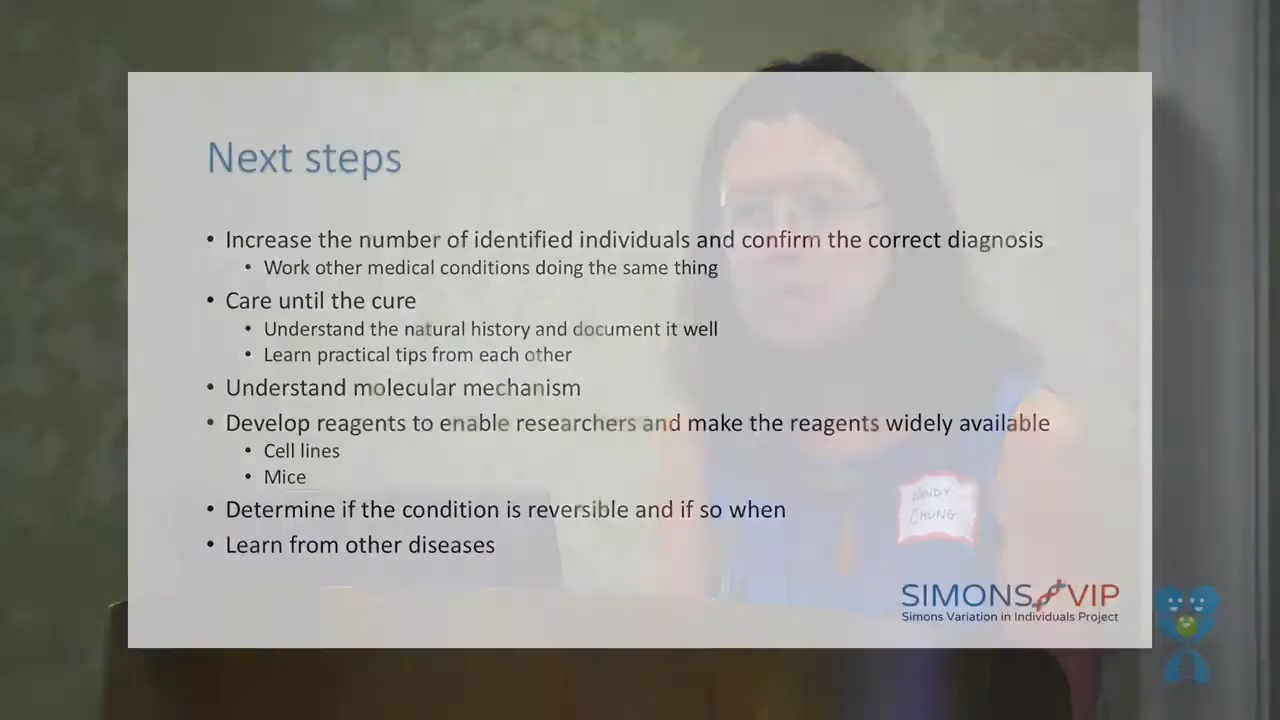 Next steps
• Increase the number of identified individuals and confirm the correct diagnosis
• Work other medical conditions doing the same thing
• Care until the cure
• Understand the natural history and document it well
• Learn practical tips from each other
• Understand molecular mechanism
• Develop reagents to enable researchers and make the reagents widely available
• Cell lines
• Mice
• Determine if the condition is reversible and if so when
• Learn from other diseases
WENDY
CHUNG
SIMONS VIP
Simons Variation in Individuals Project